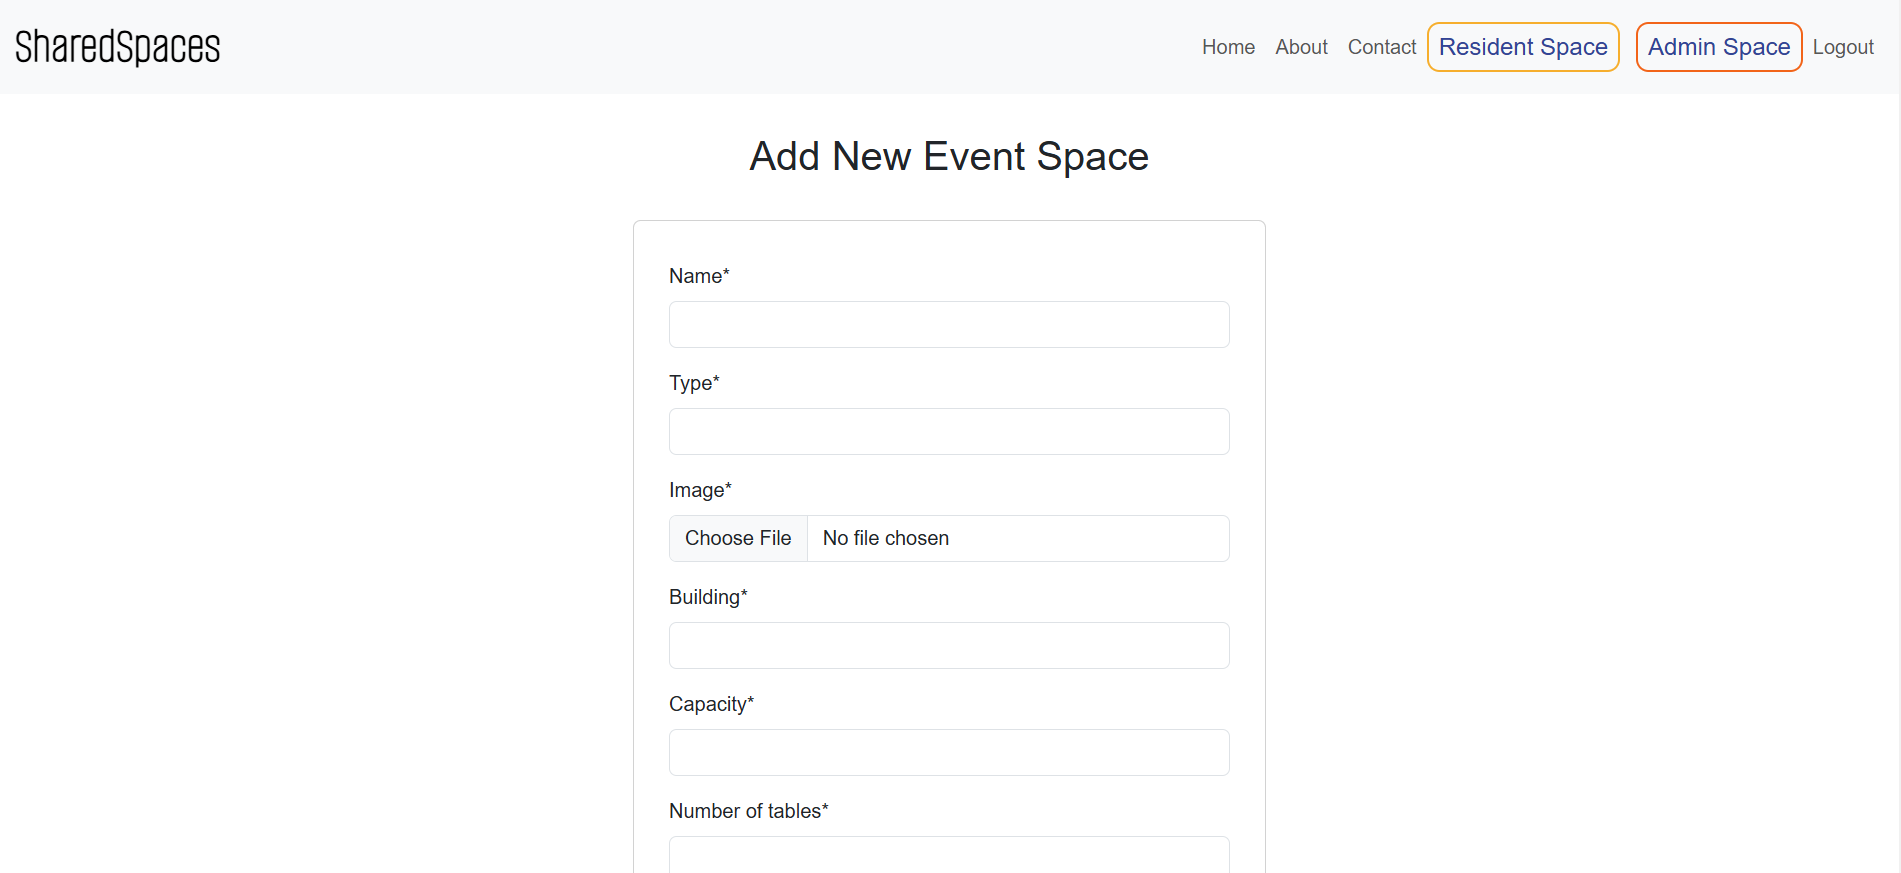 SharedSpaces
Home About Contact Resident Space Admin Space Logout
Add New Event Space
Name*
Type*
Image*
Choose File No file chosen
Building*
Capacity*
Number of tables*